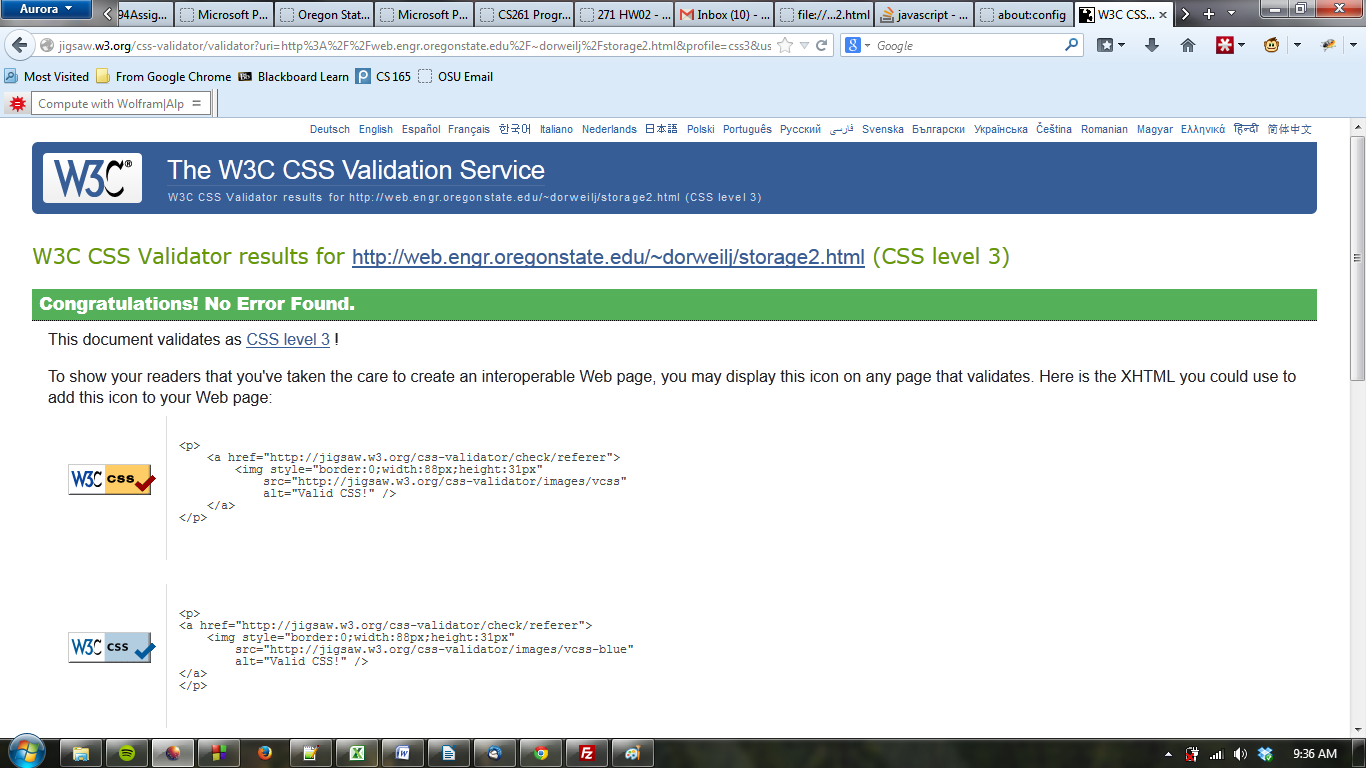 Aurora
94Assig...
Microsoft P...
Oregon Stat...
Microsoft P...
CS261 Progr...
271 HW02 - ...
Inbox (10) - ...
file://...2.html
javascript - ...
about:config
W3C CSS...
jigsaw.w3.org/css-validator/validator?uri=http%3A%2F%2Fweb.engr.oregonstate.edu%2F~dorweilj%2Fstorage2.html&profile=css3&us
Google
Most Visited From Google Chrome Blackboard Learn CS 165 OSU Email
Compute with Wolfram|Alp =
Deutsch English Español Français 한국어 Italiano Nederlands 日本語 Polski Português Русский فارسی Svenska Български Українська Čeština Romanian Magyar Ελληνικά हिन्दी 简体中文
W3C®
The W3C CSS Validation Service
W3C CSS Validator results for http://web.engr.oregonstate.edu/~dorweilj/storage2.html (CSS level 3)
W3C CSS Validator results for http://web.engr.oregonstate.edu/~dorweilj/storage2.html (CSS level 3)
Congratulations! No Error Found.
This document validates as CSS level 3 !
To show your readers that you've taken the care to create an interoperable Web page, you may display this icon on any page that validates. Here is the XHTML you could use to
add this icon to your Web page:
W3C CSS
<p>
<a href="http://jigsaw.w3.org/css-validator/check/referer">
<img style="border:0;width:88px;height:31px"
src="http://jigsaw.w3.org/css-validator/images/vcss"
alt="Valid CSS!" />
</a>
</p>
W3C CSS
<p>
<a href="http://jigsaw.w3.org/css-validator/check/referer">
<img style="border:0;width:88px;height:31px"
src="http://jigsaw.w3.org/css-validator/images/vcss-blue"
alt="Valid CSS!" />
</a>
</p>
9:36 AM